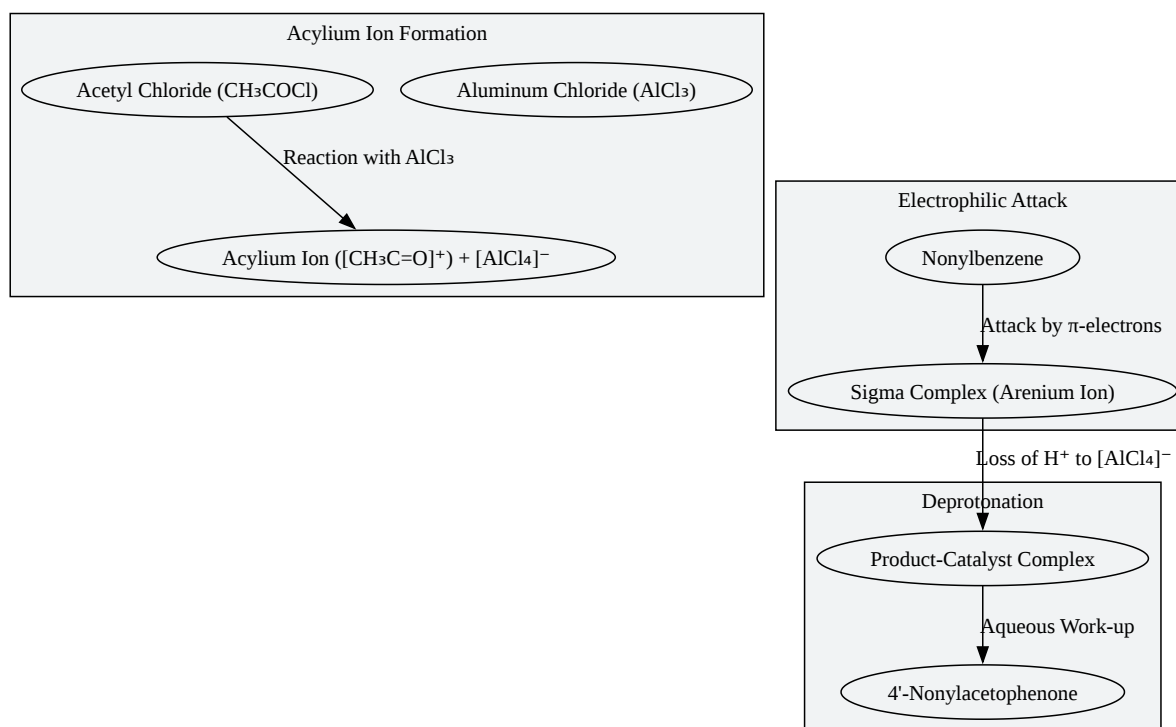 Acylium Ion Formation
Acetyl Chloride (CH₃COCl)
Aluminum Chloride (AlCl₃)
Reaction with AlCl₃
Acylium Ion ([CH₃C=O]⁺) + [AlCl₄]⁻
Electrophilic Attack
Nonylbenzene
Attack by π-electrons
Sigma Complex (Arenium Ion)
Loss of H⁺ to [AlCl₄]⁻
Deprotonation
Product-Catalyst Complex
Aqueous Work-up
4'-Nonylacetophenone